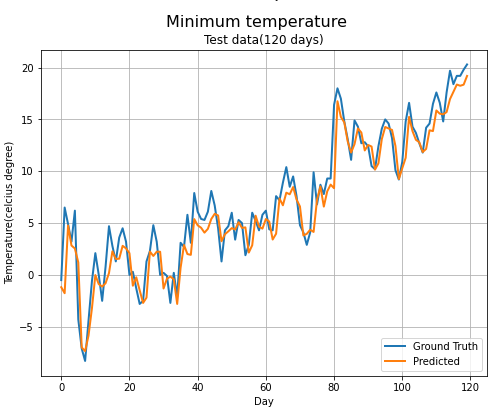 Minimum temperature
Test data(120 days)
20
15
10
5
0
−5
Temperature(celcius degree)
0
20
40
60
80
100
120
Day
Ground Truth
Predicted